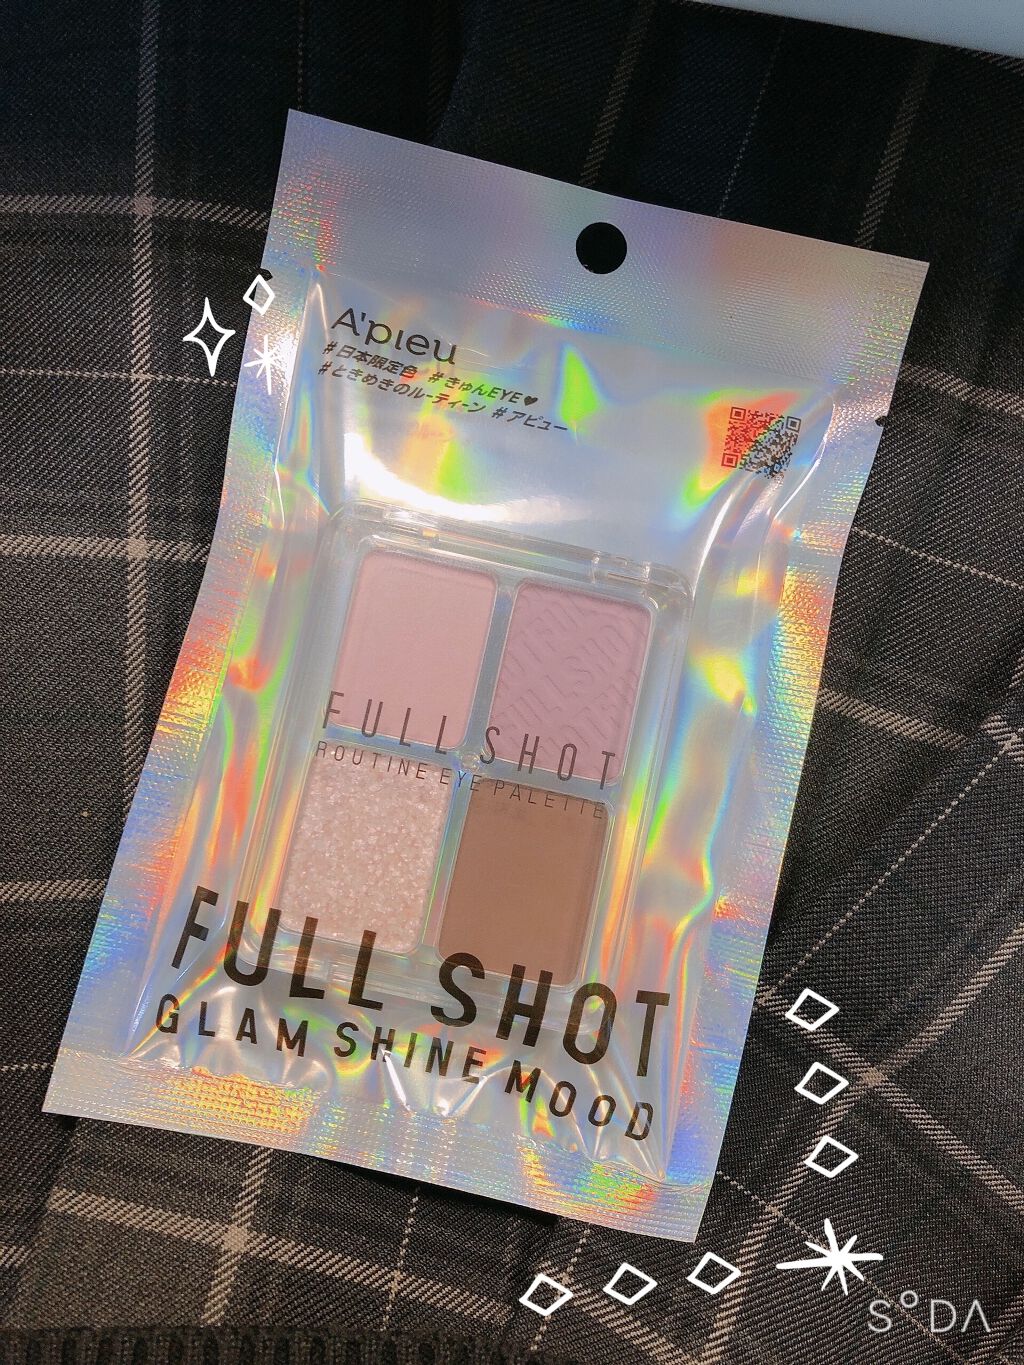 A'pieu
#日本限定色 #きゅんEYE♥
#ときめきのルーティーン #アピュー
FULL SHOT
ROUTINE EYE PALETTE
FULL SHOT
GLAM SHINE MOOD
SODA